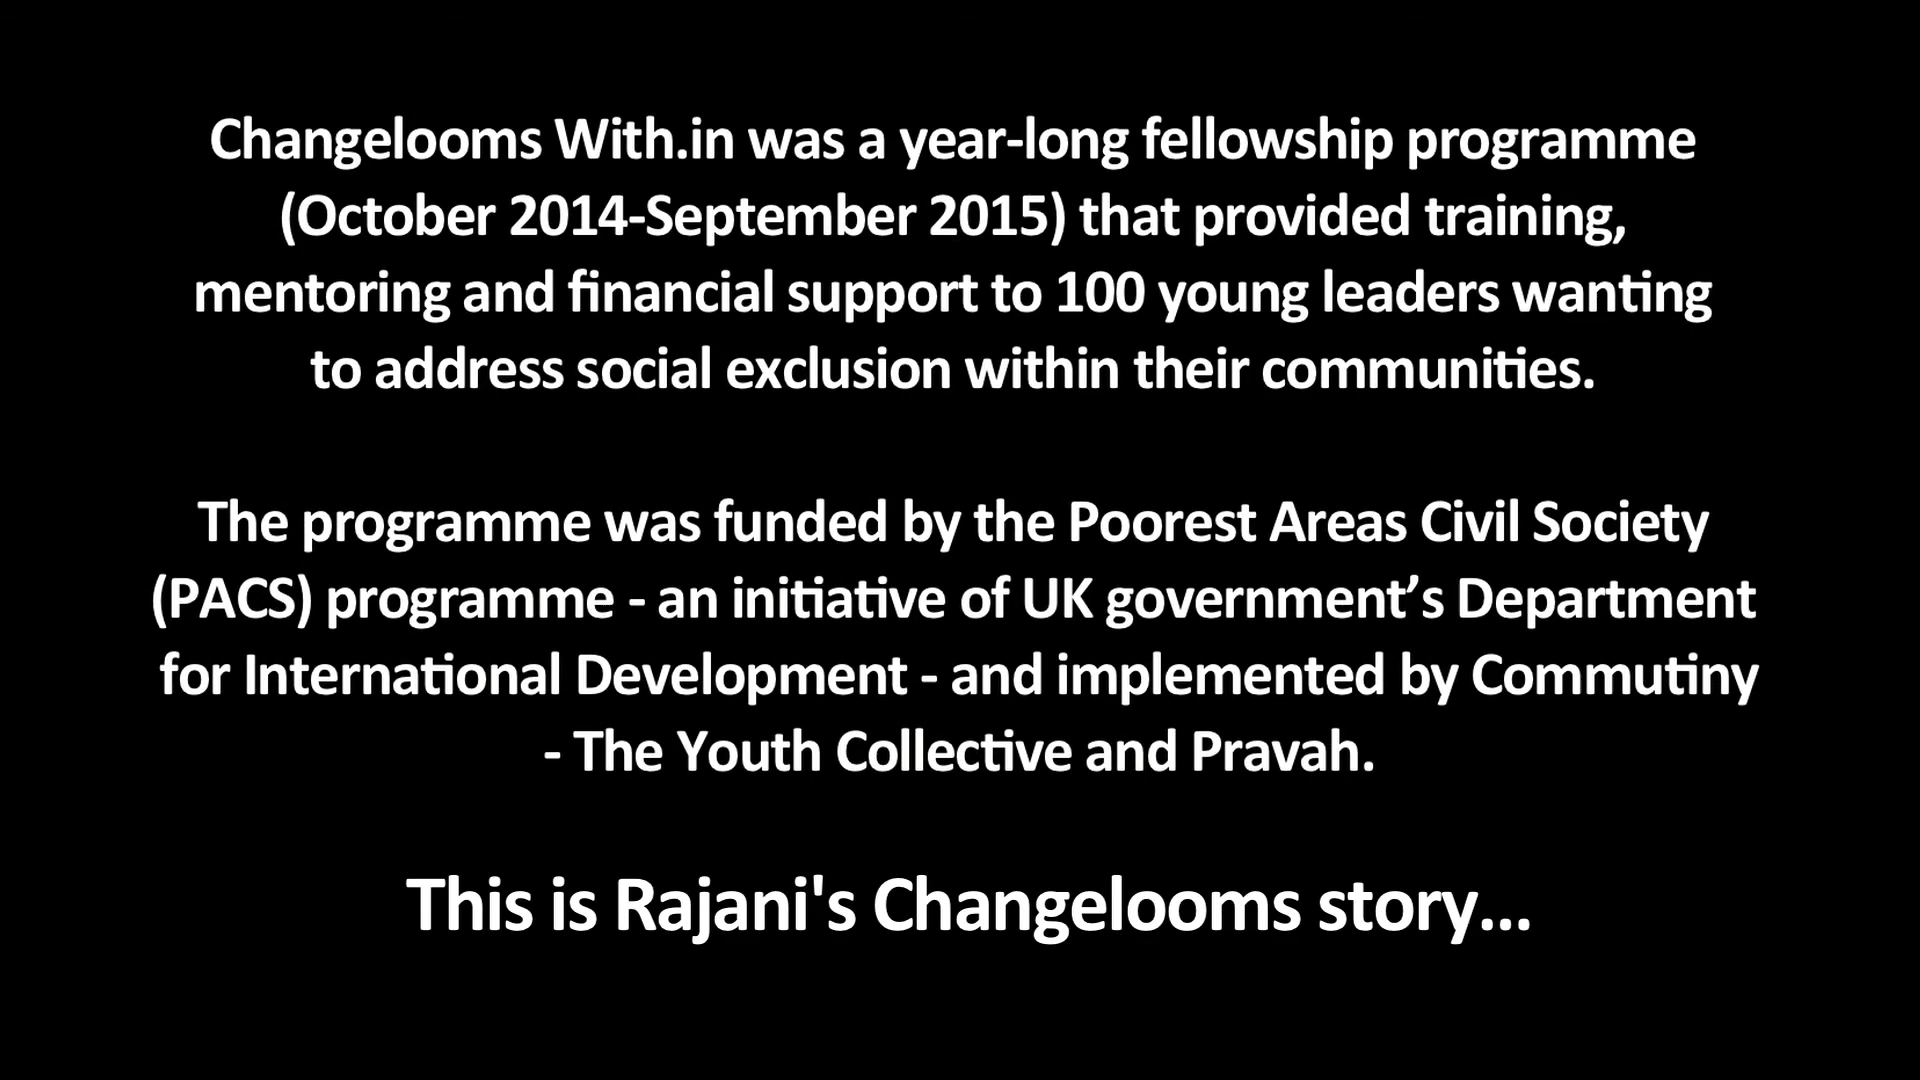 Changelooms With.in was a year-long fellowship programme
(October 2014-September 2015) that provided training,
mentoring and financial support to 100 young leaders wanting
to address social exclusion within their communities.
The programme was funded by the Poorest Areas Civil Society
(PACS) programme - an initiative of UK government’s Department
for International Development - and implemented by Commutiny
- The Youth Collective and Pravah.
This is Rajani's Changelooms story...